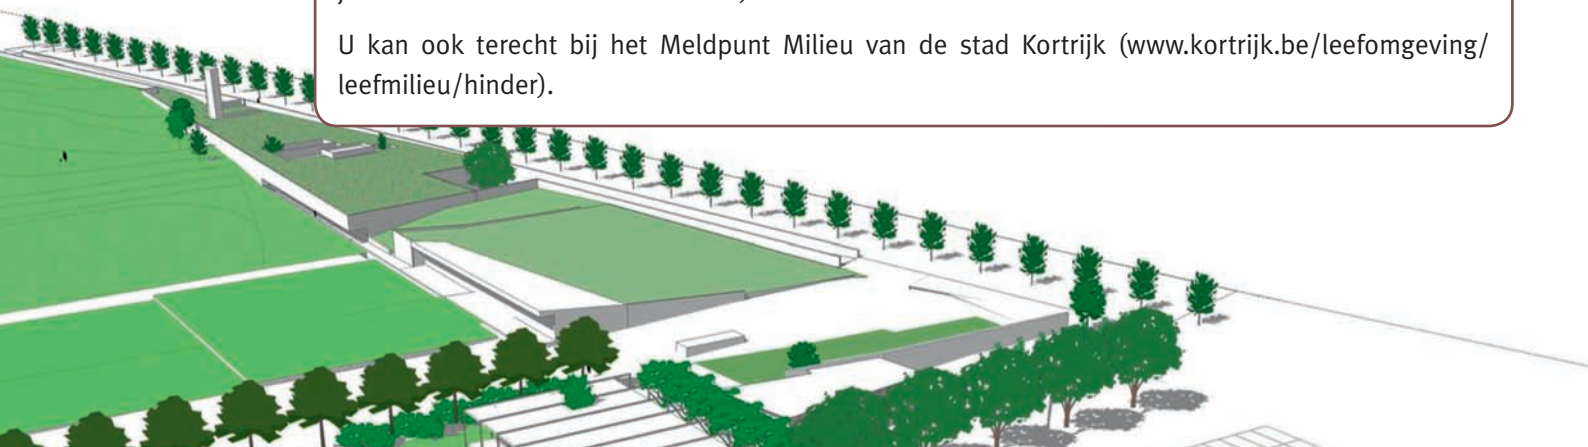 U kan ook terecht bij het Meldpunt Milieu van de stad Kortrijk (www.kortrijk.be/leefomgeving/
leefmilieu/hinder).